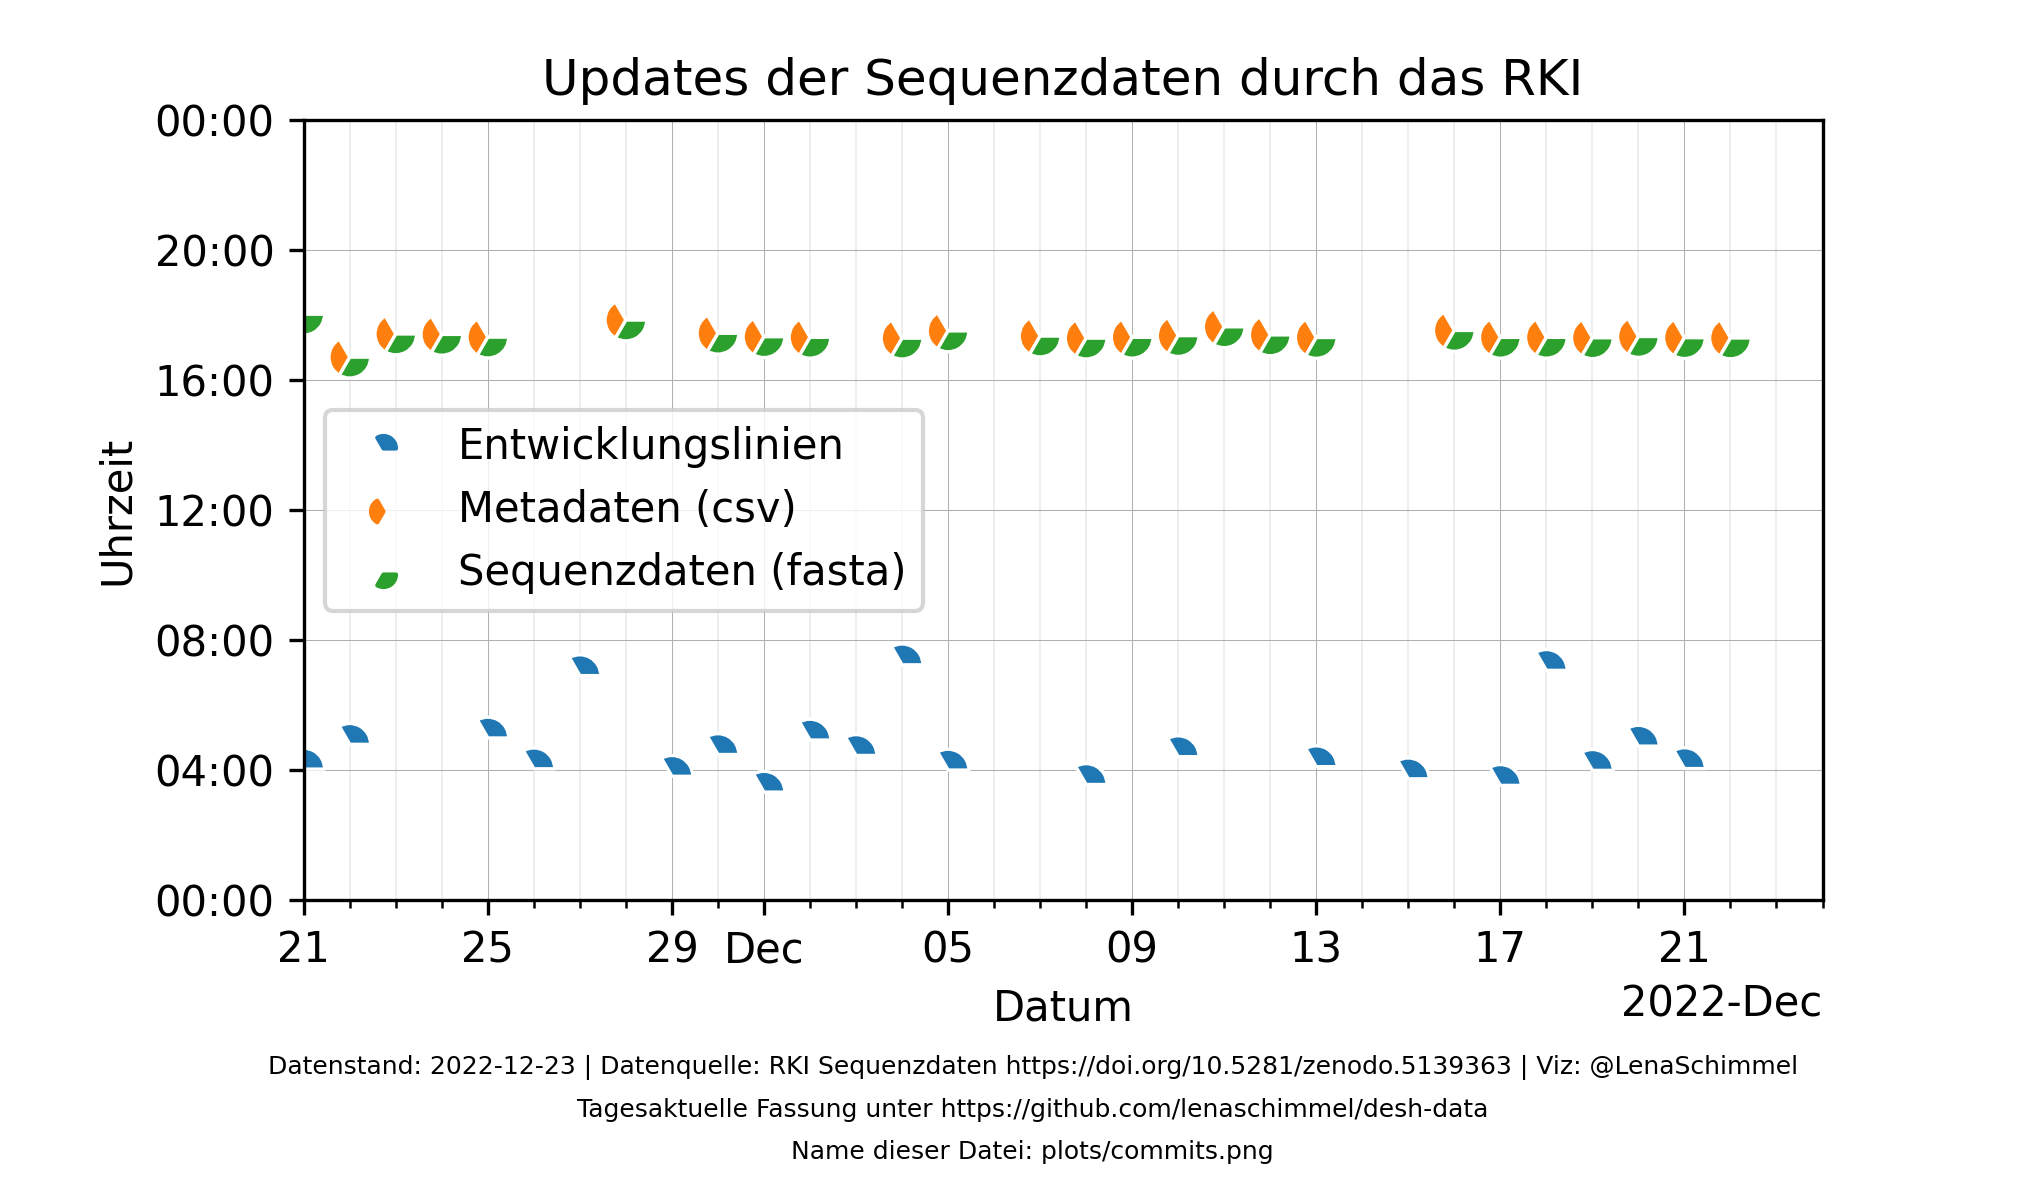 Updates der Sequenzdaten durch das RKI
00:00
20:00
16:00
12:00
08:00
04:00
00:00
Uhrzeit
Entwicklungslinien
Metadaten (csv)
Sequenzdaten (fasta)
21 25 29 Dec 05 09 13 17 21
2022-Dec
Datum
Datenstand: 2022-12-23 | Datenquelle: RKI Sequenzdaten https://doi.org/10.5281/zenodo.5139363 | Viz: @LenaSchimmel
Tagesaktuelle Fassung unter https://github.com/lenaschimmel/desh-data
Name dieser Datei: plots/commits.png